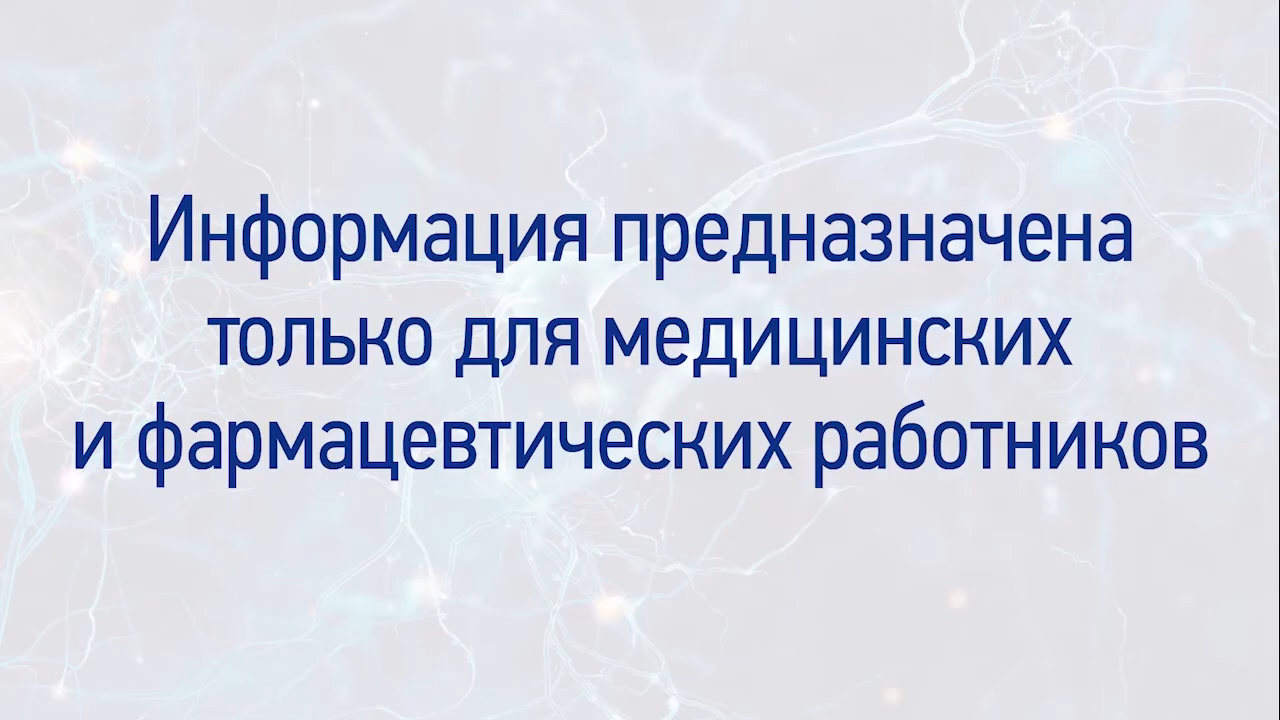 Информация предназначена
только для медицинских
и фармацевтических работников